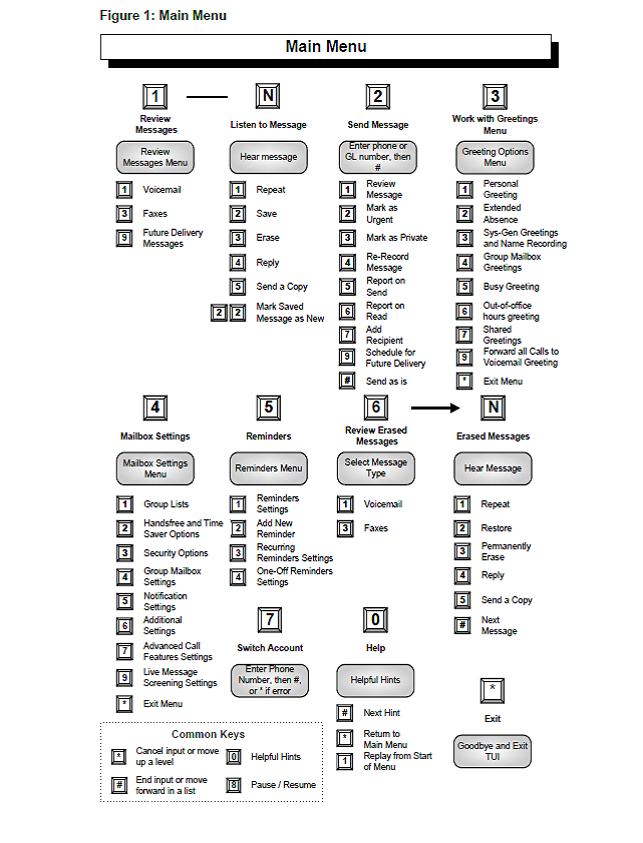 Figure 1: Main Menu
Main Menu
1
Review
Messages
Review
Messages Menu
1 Voicemail
3 Faxes
9 Future Delivery
Messages
N
Listen to Message
Hear message
1 Repeat
2 Save
3 Erase
4 Reply
5 Send a Copy
2 2 Mark Saved
Message as New
2
Send Message
Enter phone or
GL number, then
#
1 Review
Message
2 Mark as
Urgent
3 Mark as Private
4 Re-Record
Message
5 Report on
Send
6 Report on
Read
7 Add
Recipient
9 Schedule for
Future Delivery
# Send as is
3
Work with Greetings
Menu
Greeting Options
Menu
1 Personal
Greeting
2 Extended
Absence
3 Sys-Gen Greetings
and Name Recording
4 Group Mailbox
Greetings
5 Busy Greeting
6 Out-of-office
hours greeting
7 Shared
Greetings
9 Forward all Calls to
Voicemail Greeting
* Exit Menu
4
Mailbox Settings
Mailbox Settings
Menu
1 Group Lists
2 Handsfree and Time
Saver Options
3 Security Options
4 Group Mailbox
Settings
5 Notification
Settings
6 Additional
Settings
7 Advanced Call
Features Settings
9 Live Message
Screening Settings
* Exit Menu
5
Reminders
Reminders Menu
1 Reminders
Settings
2 Add New
Reminder
3 Recurring
Reminders Settings
4 One-Off Reminders
Settings
6
Review Erased
Messages
Select Message
Type
1 Voicemail
3 Faxes
N
Erased Messages
Hear Message
1 Repeat
2 Restore
3 Permanently
Erase
4 Reply
5 Send a Copy
# Next
Message
7
Switch Account
Enter Phone
Number, then #,
or * if error
0
Help
Helpful Hints
# Next Hint
* Return to
Main Menu
1 Replay from Start
of Menu
*
Exit
Goodbye and Exit
TUI
Common Keys
* Cancel input or move
up a level
0 Helpful Hints
# End input or move
forward in a list
8 Pause / Resume